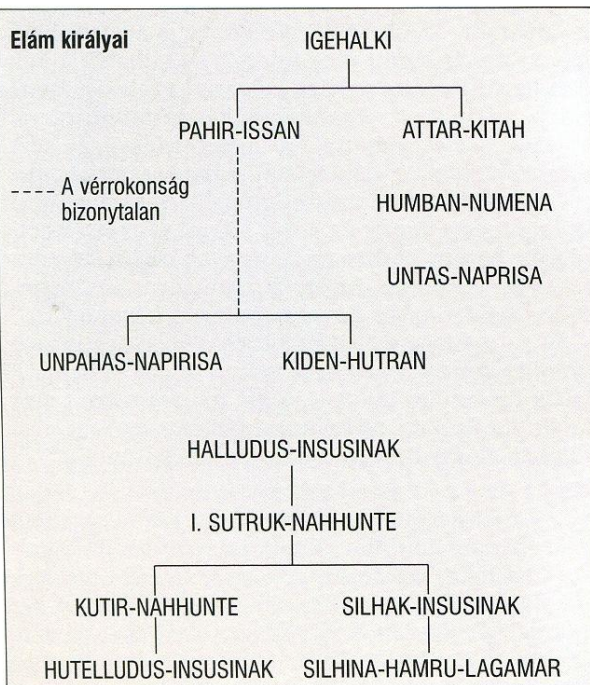 Elám királyai
IGEHALKI
PAHIR-ISSAN
ATTAR-KITAH
---- A vérrokonság
bizonytalan
HUMBAN-NUMENA
UNTAS-NAPRISA
UNPAHAS-NAPIRISA
KIDEN-HUTRAN
HALLUDUS-INSUSINAK
I. SUTRUK-NAHHUNTE
KUTIR-NAHHUNTE
SILHAK-INSUSINAK
HUTELLUDUS-INSUSINAK
SILHINA-HAMRU-LAGAMAR